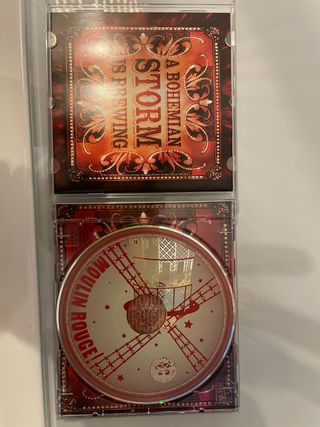 A BOHEMIAN
STORM
IS BREWING
MOULIN ROUGE!